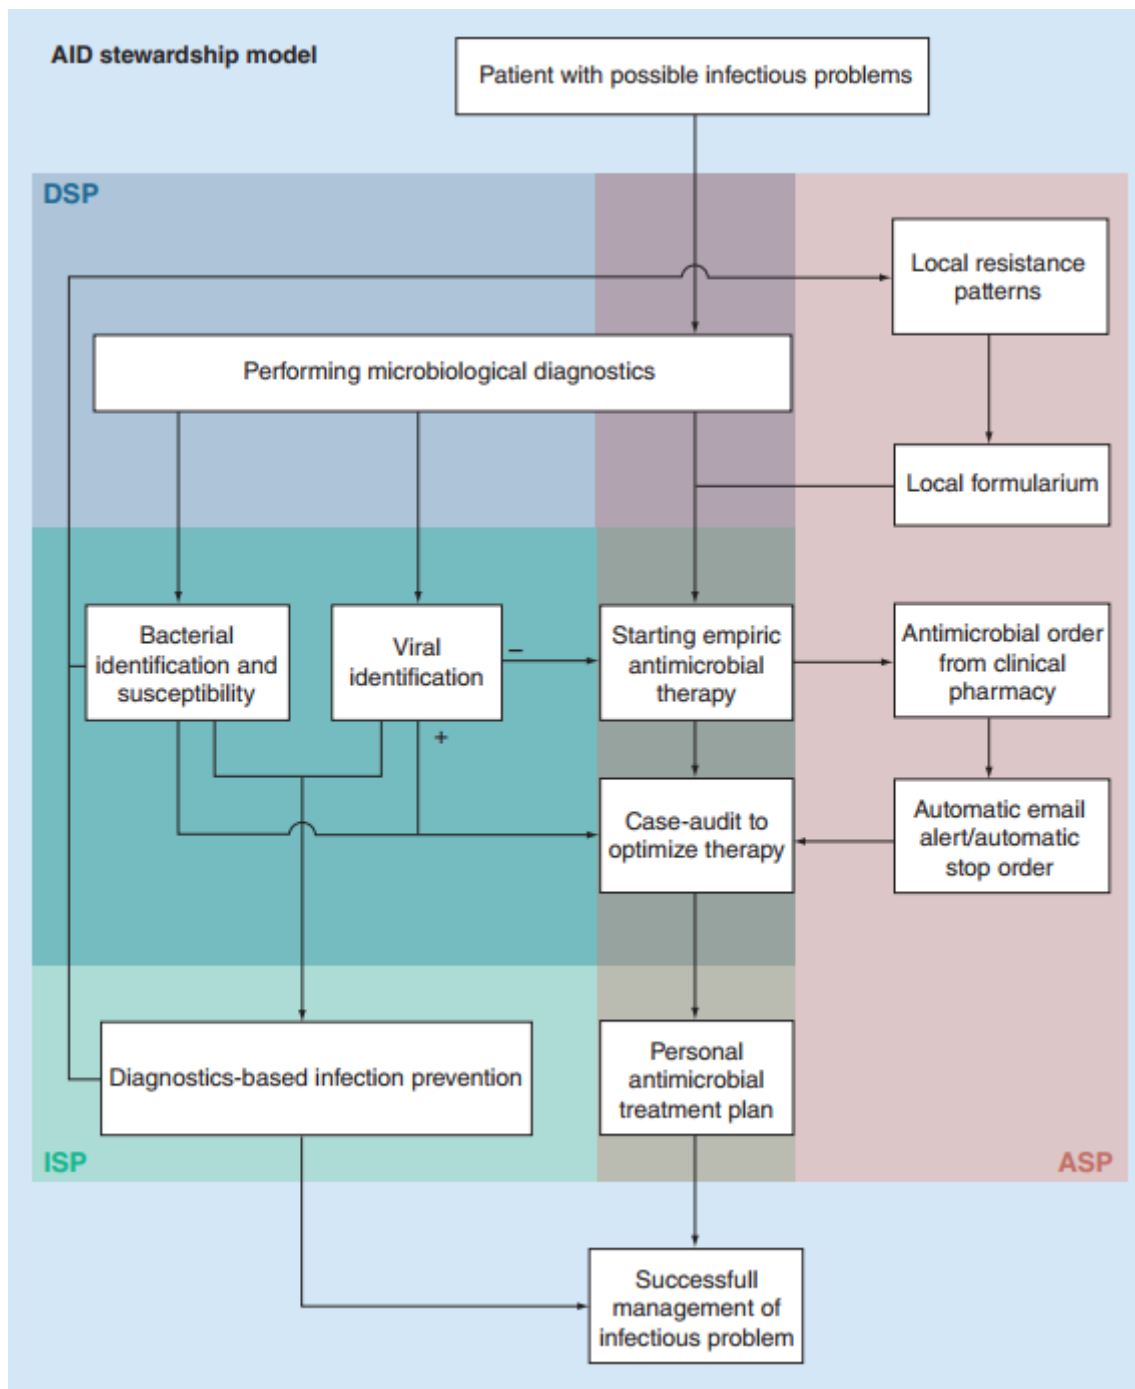 AID stewardship model
Patient with possible infectious problems
DSP
Local resistance
patterns
Performing microbiological diagnostics
Local formularium
Bacterial
identification and
susceptibility
Viral
identification
–
+
Starting empiric
antimicrobial
therapy
Antimicrobial order
from clinical
pharmacy
Case-audit to
optimize therapy
Automatic email
alert/automatic
stop order
Diagnostics-based infection prevention
Personal
antimicrobial
treatment plan
ISP
ASP
Successfull
management of
infectious problem